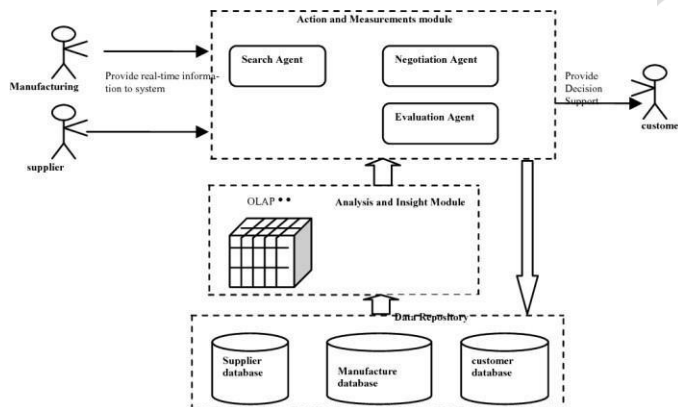 Action and Measurements module
Search Agent
Negotiation Agent
Evaluation Agent
Manufacturing
Provide real-time informa-
tion to system
supplier
Provide
Decision
Support
custome
OLAP • •
Analysis and Insight Module
Data Repository
Supplier
database
Manufacture
database
customer
database